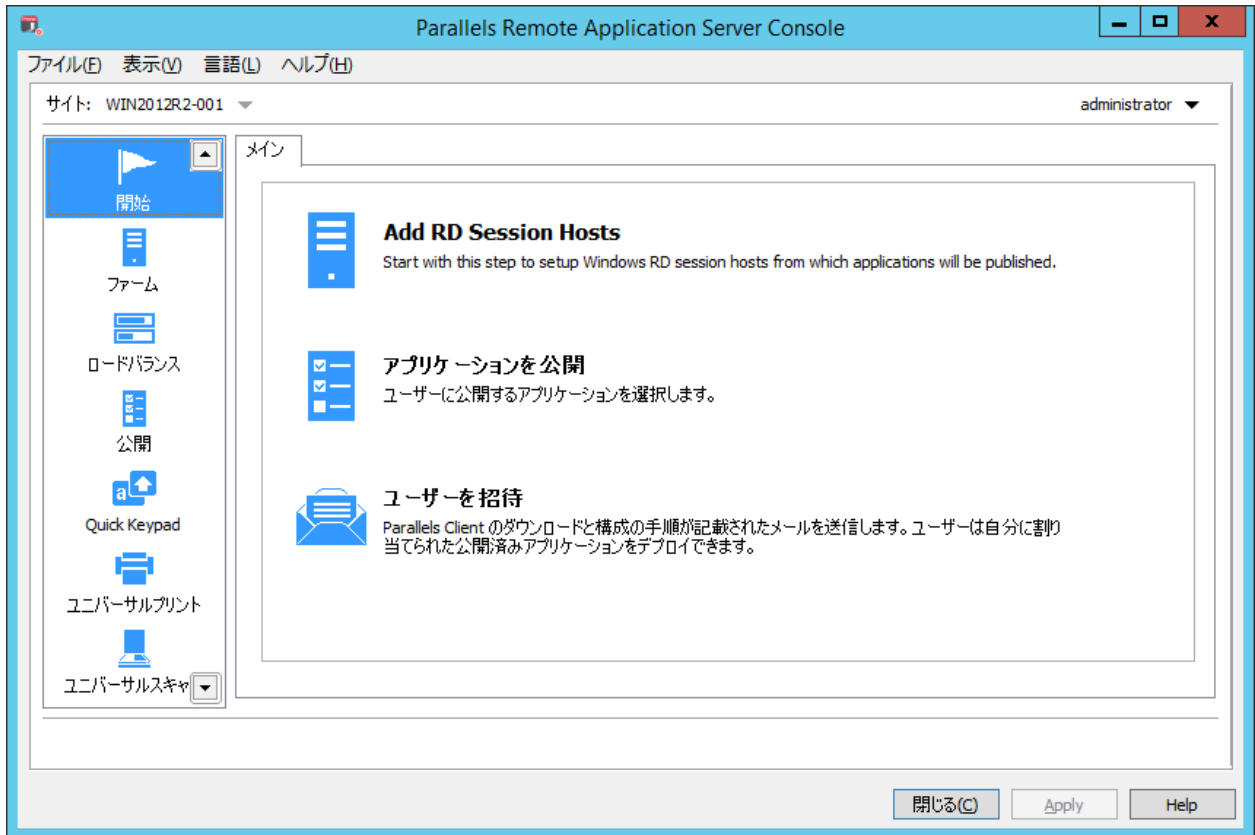 Parallels Remote Application Server Console
ファイル(F) 表示(V) 言語(L) ヘルプ(H)
サイト: WIN2012R2-001
administrator
開始
ファーム
ロードバランス
公開
Quick Keypad
ユニバーサルプリント
ユニバーサルスキャ
メイン
Add RD Session Hosts
Start with this step to setup Windows RD session hosts from which applications will be published.
アプリケーションを公開
ユーザーに公開するアプリケーションを選択します。
ユーザーを招待
Parallels Client のダウンロードと構成の手順が記載されたメールを送信します。ユーザーは自分に割り
当てられた公開済みアプリケーションをデプロイできます。
閉じる(C) Apply Help